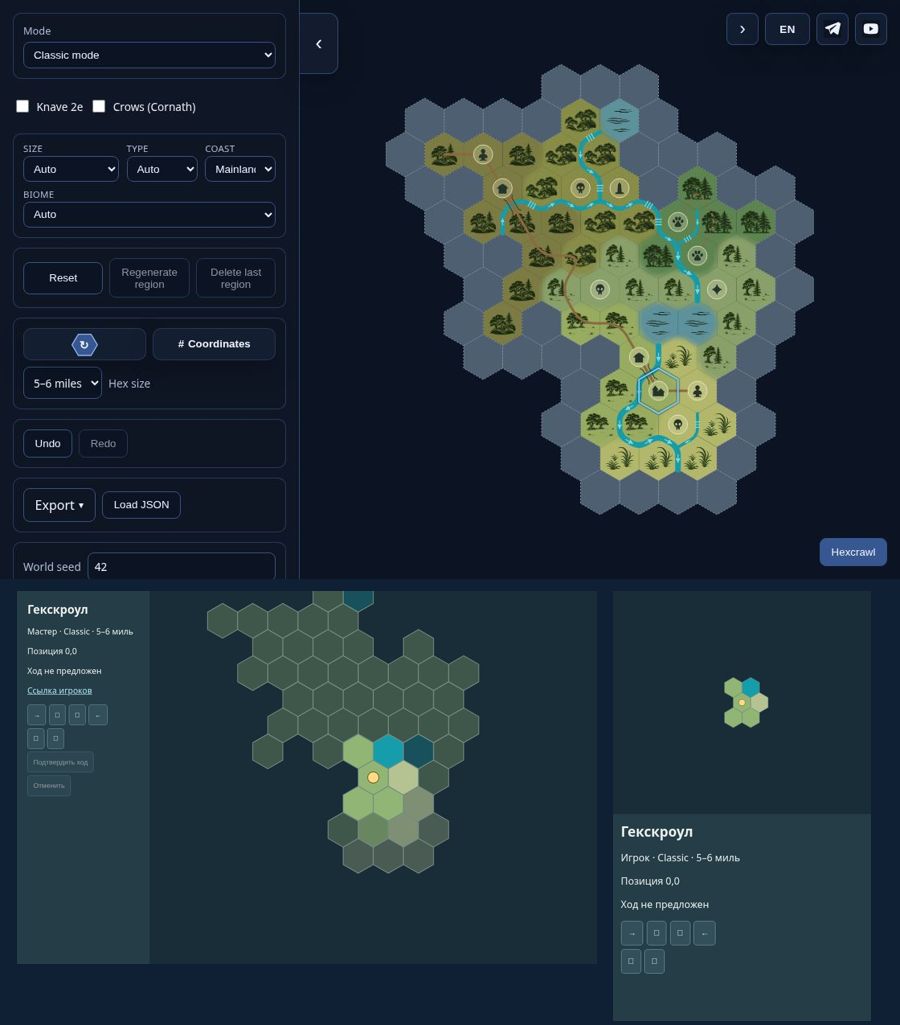 Mode
Classic mode
Knave 2e
Crows (Cornath)
SIZE
TYPE
COAST
Auto
Auto
BIOME
Auto
Reset
Regenerate
region
Delete last
region
# Coordinates
5–6 miles
Hex size
Undo
Redo
Export
Load JSON
World seed
42
EN
Hexcrawl
Гекскроул
Мастер · Classic · 5–6 миль
Позиция 0,0
Ход не предложен
Ссылка игроков
Подтвердить ход
Отменить
Гекскроул
Игрок · Classic · 5–6 миль
Позиция 0,0
Ход не предложен